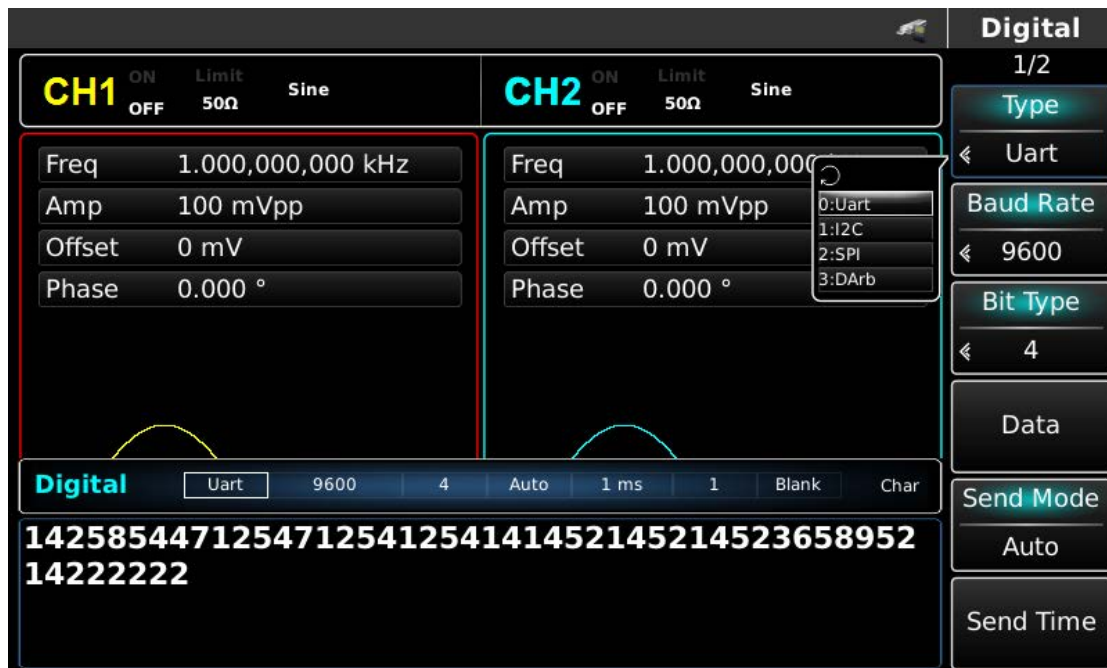 Digital
1/2
CH1 ON OFF Limit 50Ω Sine
CH2 ON OFF Limit 50Ω Sine
Type
Uart
Freq 1.000,000,000 kHz
Amp 100 mVpp
Offset 0 mV
Phase 0.000 °
Freq 1.000,000,000
Amp 100 mVpp
Offset 0 mV
Phase 0.000 °
0:Uart
1:I2C
2:SPI
3:DArb
Baud Rate
9600
Bit Type
4
Data
Send Mode
Auto
Send Time
Digital Uart 9600 4 Auto 1 ms 1 Blank Char
14258544712547125412541414521452145236589​52
14222222